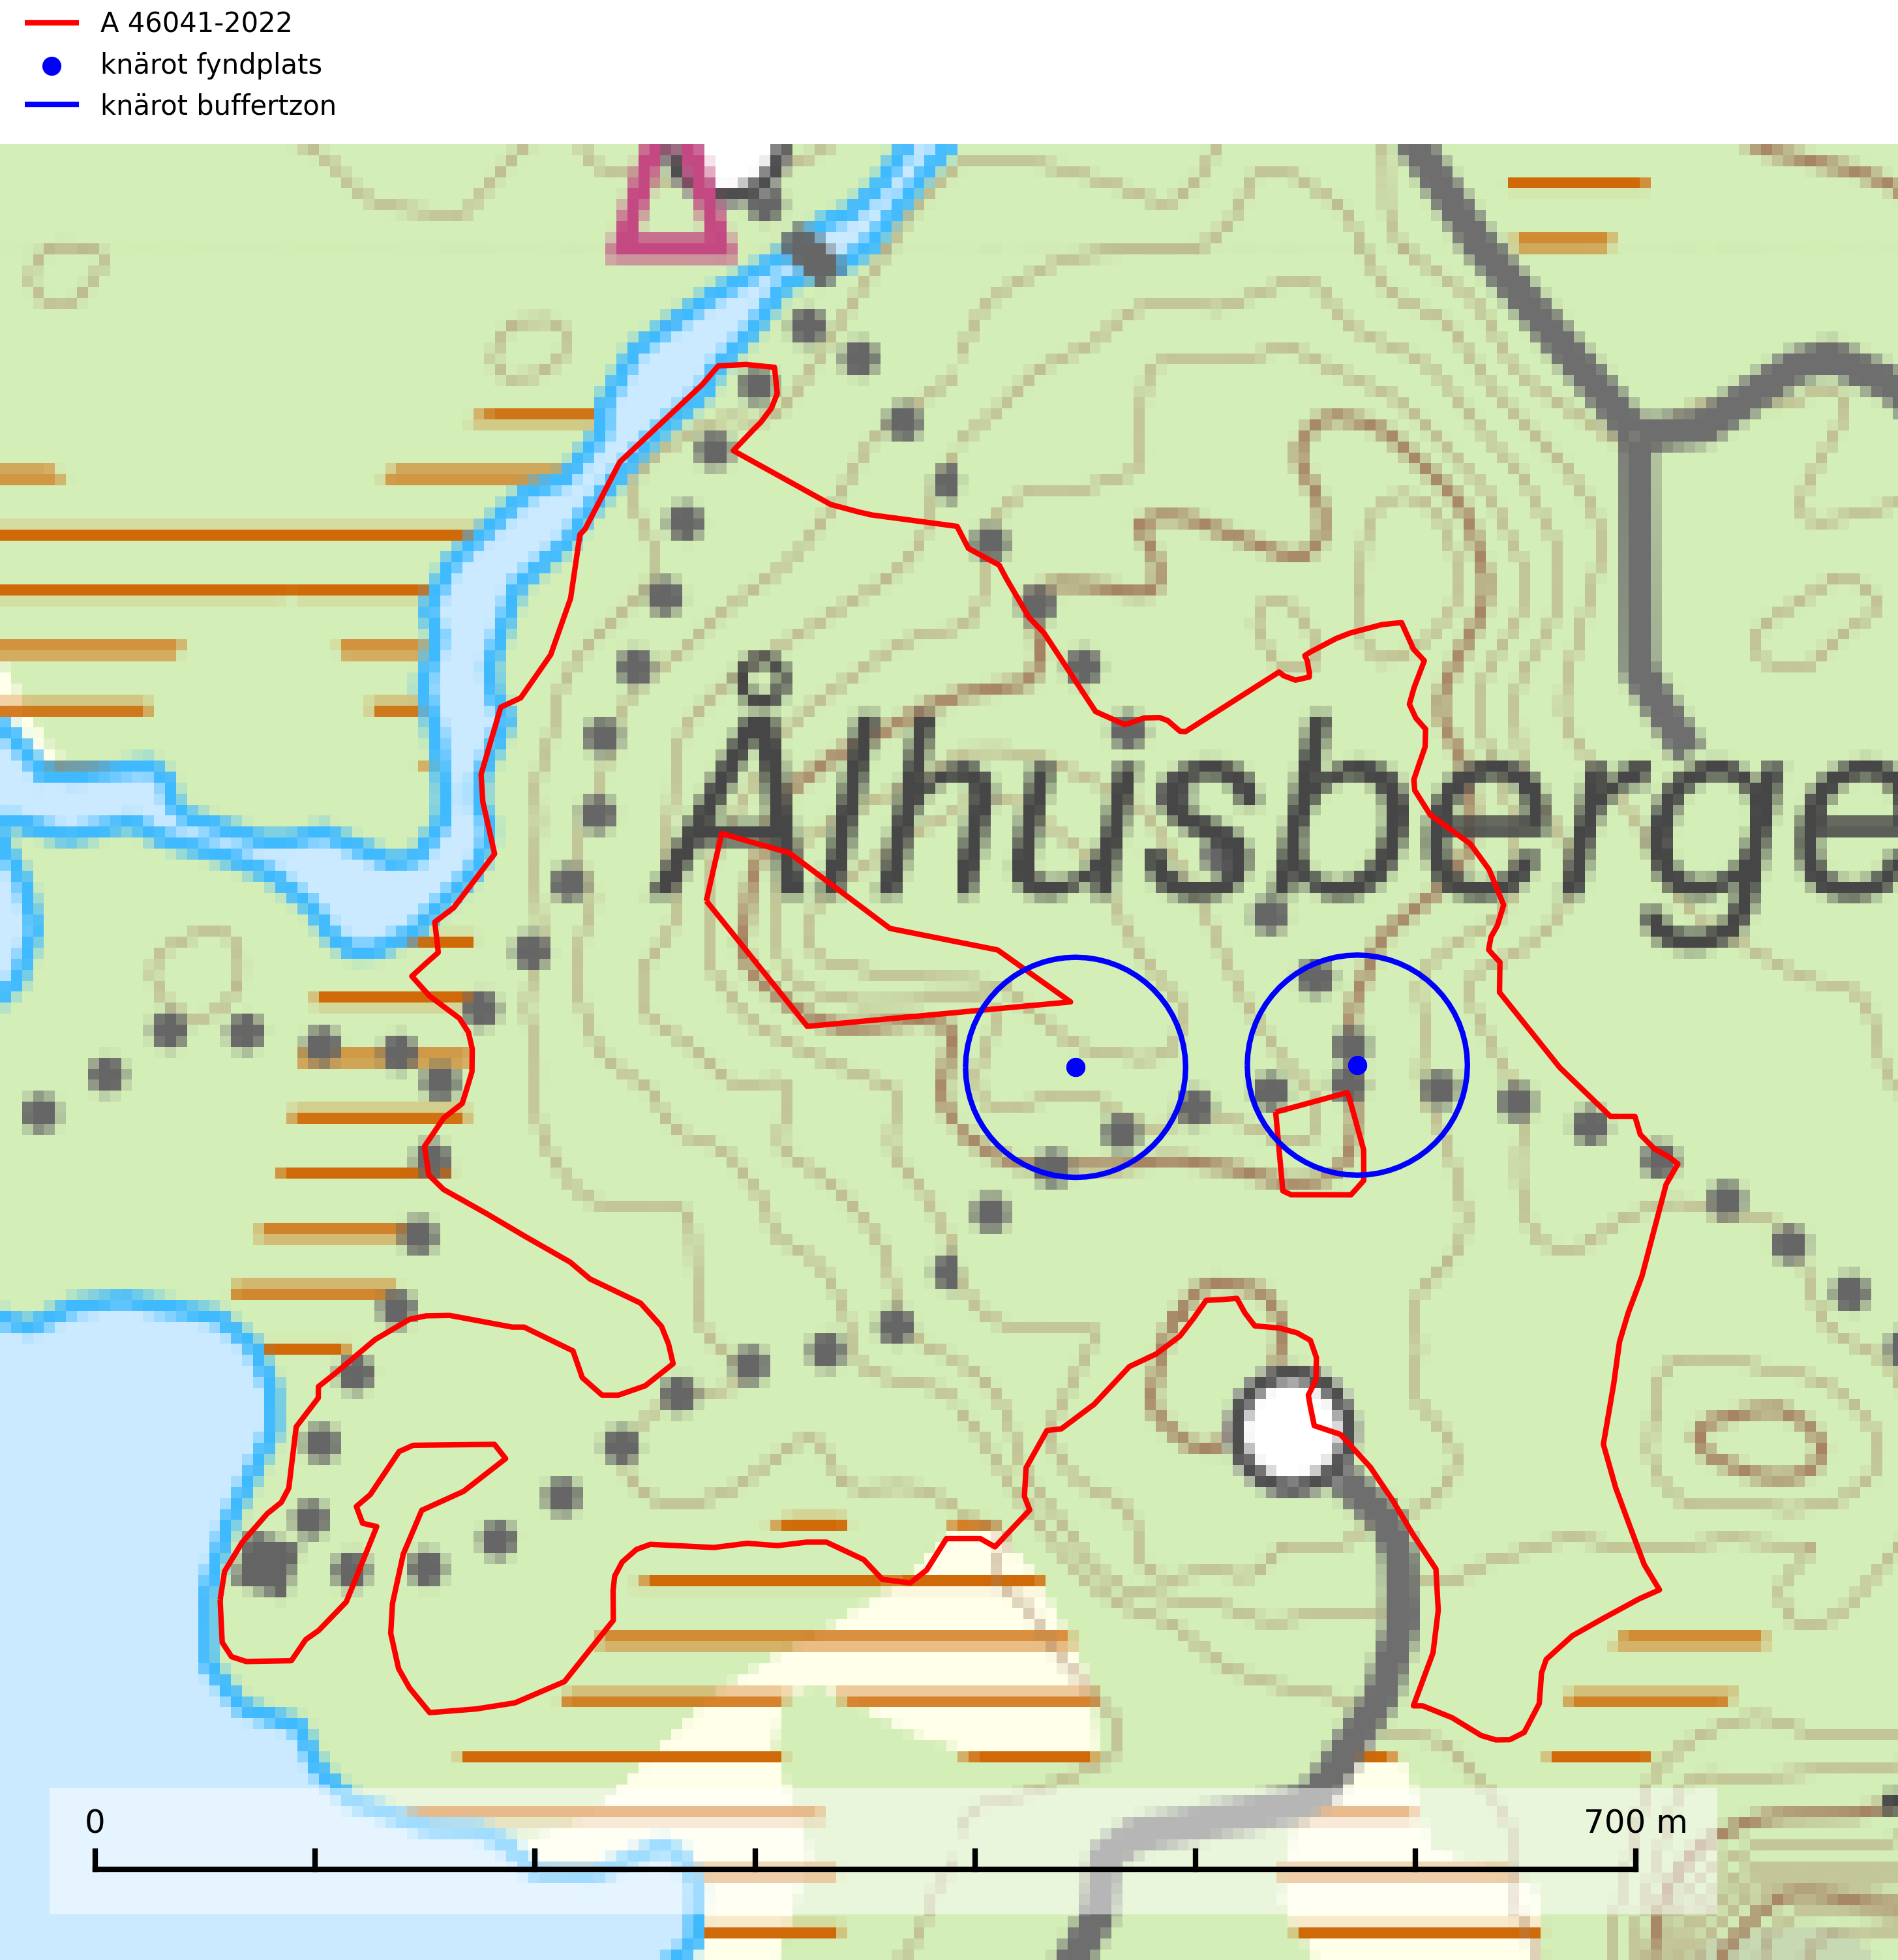 A 46041-2022
knärot fyndplats
knärot buffertzon
Ålhusberge
0
700 m